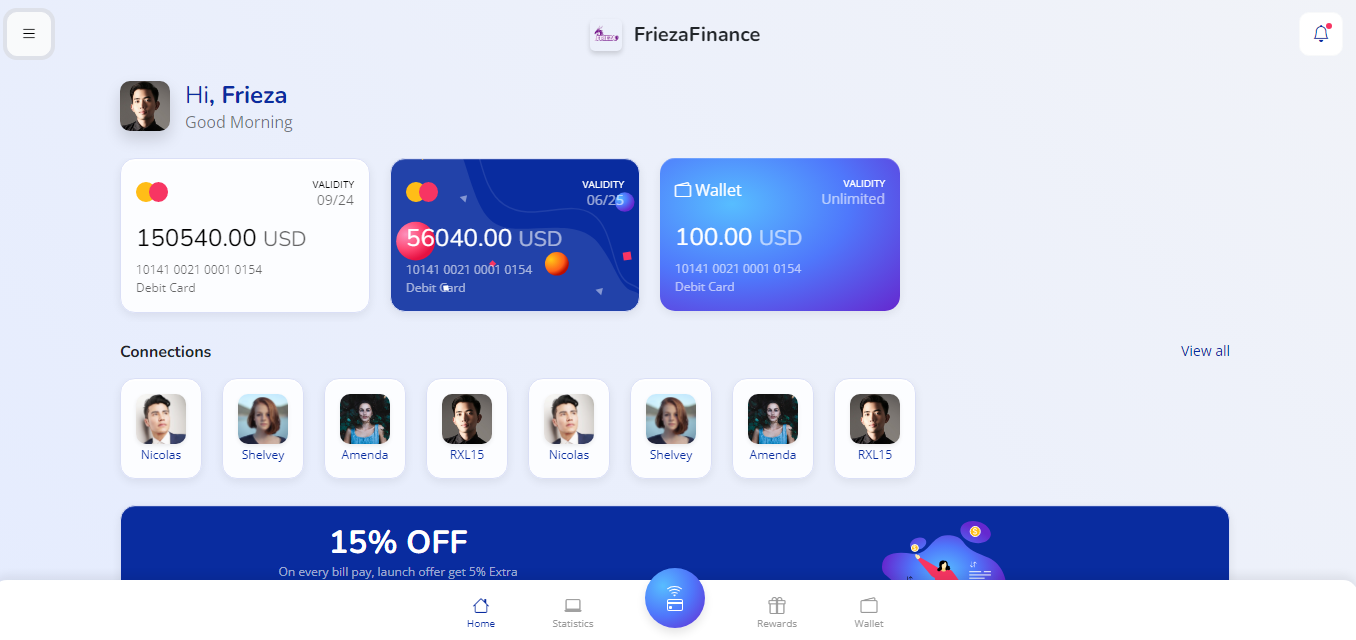 FriezaFinance
Hi, Frieza
Good Morning
VALIDITY
09/24
150540.00 USD
10141 0021 0001 0154
Debit Card
VALIDITY
06/25
56040.00 USD
10141 0021 0001 0154
Debit Card
Wallet
VALIDITY
Unlimited
100.00 USD
10141 0021 0001 0154
Debit Card
Connections
View all
Nicolas
Shelvey
Amenda
RXL15
Nicolas
Shelvey
Amenda
RXL15
15% OFF
On every bill pay, launch offer get 5% Extra
Home
Statistics
Rewards
Wallet